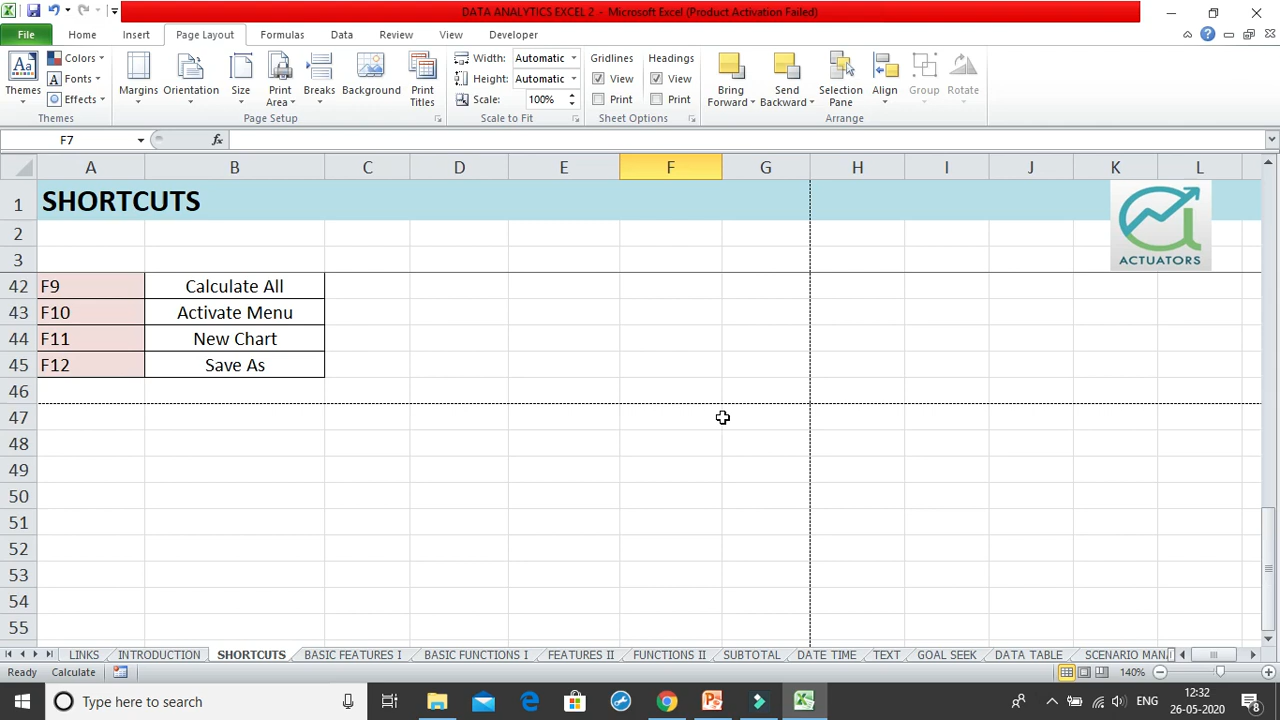 DATA ANALYTICS EXCEL 2 - Microsoft Excel (Product Activation Failed)
File Home Insert Page Layout Formulas Data Review View Developer
Themes
Colors
Fonts
Effects
Themes
Margins
Orientation
Size
Print Area
Breaks
Background
Print Titles
Page Setup
Width: Automatic
Height: Automatic
Scale: 100%
Scale to Fit
Gridlines
View
Print
Headings
View
Print
Sheet Options
Bring Forward
Send Backward
Selection Pane
Align
Group
Rotate
Arrange
F7
fx
A B C D E F G H I J K L
1 SHORTCUTS
ACTUATORS
2
3
42 F9 Calculate All
43 F10 Activate Menu
44 F11 New Chart
45 F12 Save As
46
47
48
49
50
51
52
53
54
55
LINKS INTRODUCTION SHORTCUTS BASIC FEATURES I BASIC FUNCTIONS I FEATURES II FUNCTIONS II SUBTOTAL DATE TIME TEXT GOAL SEEK DATA TABLE SCENARIO MAN
Ready Calculate 140%
Type here to search
ENG
12:32
26-05-2020
8